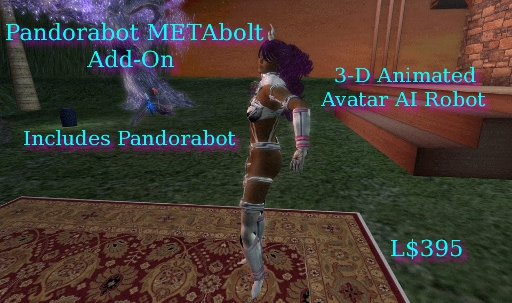 Pandorabot METAbolt
Add-On
3-D Animated
Avatar AI Robot
Includes Pandorabot
L$395